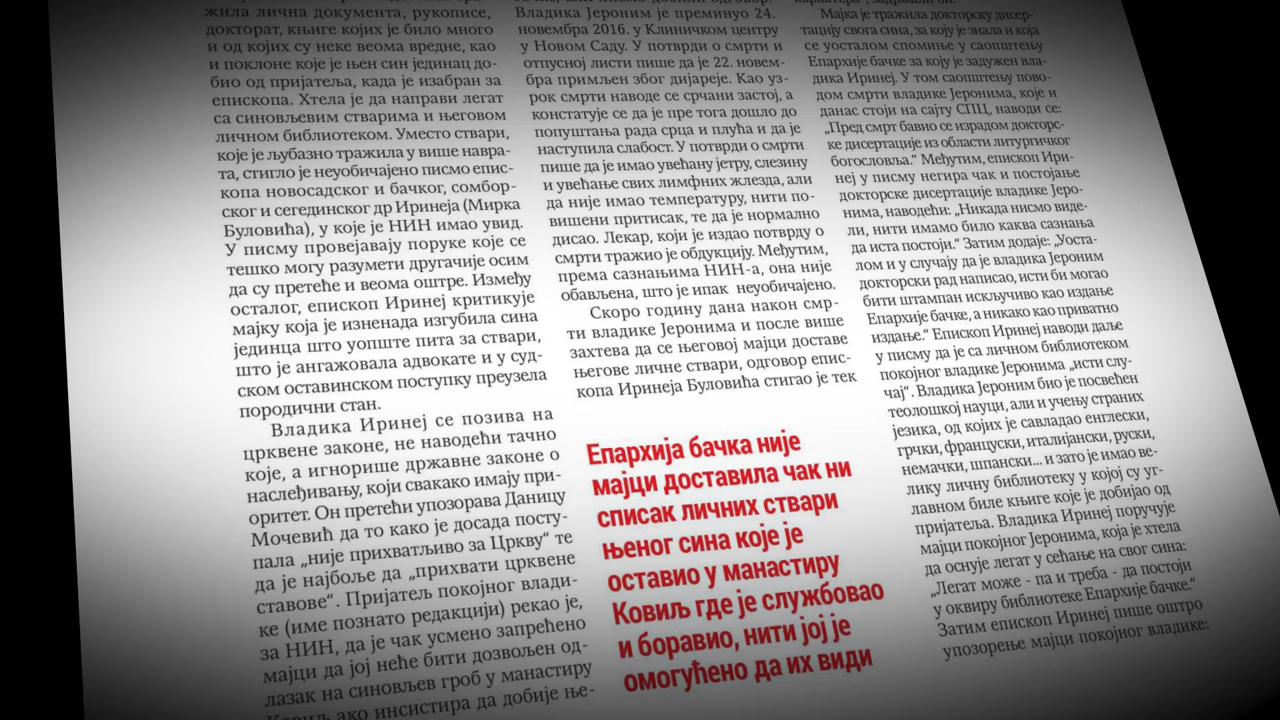 жила лична документа, рукописе,
докторат, књиге којих је било много
и од којих су неке веома вредне, као
и поклоне које је њен син јединац до-
био од пријатеља, када је изабран за
епископа. Хтела је да направи легат
са синовљевим стварима и његовом
личном библиотеком. Уместо ствари,
које је љубазно тражила у више навра-
та, стигло је неуобичајено писмо епис-
копа новосадског и бачког, сомбор-
ског и сегединског др Иринеја (Мирка
Буловића), у које је НИН имао увид.
У писму провејавају поруке које се
тешко могу разумети другачије осим
да су претеће и веома оштре. Између
осталог, епископ Иринеј критикује
мајку која је изненада изгубила сина
јединца што уопште пита за ствари,
што је ангажовала адвокате и у суд-
ском оставинском поступку преузела
породични стан.
Владика Иринеј се позива на
црквене законе, не наводећи тачно
које, а игнорише државне законе о
наслеђивању, који свакако имају при-
оритет. Он претећи упозорава Даницу
Мочевић да то како је досада посту-
пала „није прихватљиво за Цркву“ те
да је најбоље да „прихвати црквене
ставове“. Пријатељ покојног влади-
ке (име познато редакцији) рекао је,
за НИН, да је чак усмено запрећено
мајци да јој неће бити дозвољен од-
лазак на синовљев гроб у манастиру
Ковиљ ако инсистира да добије ње-
Владика Јероним је преминуо 24.
новембра 2016. у Клиничком центру
у Новом Саду. У потврди о смрти и
отпусној листи пише да је 22. новем-
бра примљен због дијареје. Као уз-
рок смрти наводе се срчани застој, а
констатује се да је пре тога дошло до
попуштања рада срца и плућа и да је
наступила слабост. У потврди о смрти
пише да је имао увећану јетру, слезину
и увећање свих лимфних жлезда, али
да није имао температуру, нити по-
вишени притисак, те да је нормално
дисао. Лекар, који је издао потврду о
смрти тражио је обдукцију. Међутим,
према сазнањима НИН-а, она није
обављена, што је ипак неуобичајено.
Скоро годину дана након смр-
ти владике Јеронима и после више
захтева да се његовој мајци доставе
његове личне ствари, одговор епис-
копа Иринеја Буловића стигао је тек
Епархија бачка није
мајци доставила чак ни
списак личних ствари
њеног сина које је
оставио у манастиру
Ковиљ где је службовао
и боравио, нити јој је
омогућено да их види
Мајка је тражила докторску дисер-
тацију свога сина, за коју је знала и која
се уосталом спомиње у саопштењу
Епархије бачке за коју је задужен вла-
дика Иринеј. У том саопштењу пово-
дом смрти владике Јеронима, које и
данас стоји на сајту СПЦ, наводи се:
„Пред смрт бавио се израдом докторс-
ке дисертације из области литургичког
богословља.“ Међутим, епископ Ири-
неј у писму негира чак и постојање
докторске дисертације владике Јеро-
нима, наводећи: „Никада нисмо виде-
ли, нити имамо било каква сазнања
да иста постоји.“ Затим додаје: „Уоста-
лом и у случају да је владика Јероним
докторски рад написао, исти би могао
бити штампан искључиво као издање
Епархије бачке, а никако као приватно
издање.“ Епископ Иринеј наводи даље
у писму да је са личном библиотеком
покојног владике Јеронима „исти слу-
чај“. Владика Јероним био је посвећен
теолошкој науци, али и учењу страних
језика, од којих је савладао енглески,
грчки, француски, италијански, руски,
немачки, шпански... и зато је имао ве-
лику личну библиотеку у којој су уг-
лавном биле књиге које је добијао од
пријатеља. Владика Иринеј поручује
мајци покојног Јеронима, која је хтела
да оснује легат у сећање на свог сина:
„Легат може - па и треба - да постоји
у оквиру библиотеке Епархије бачке.“
Затим епископ Иринеј пише оштро
упозорење мајци покојног владике: